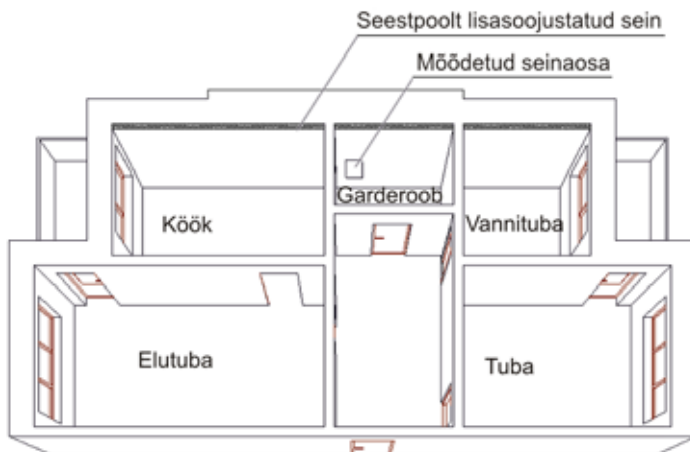 Seestpoolt lisasoojustatud sein
Mõõdetud seinaosa
Garderoob
Köök
Vannituba
Elutuba
Tuba